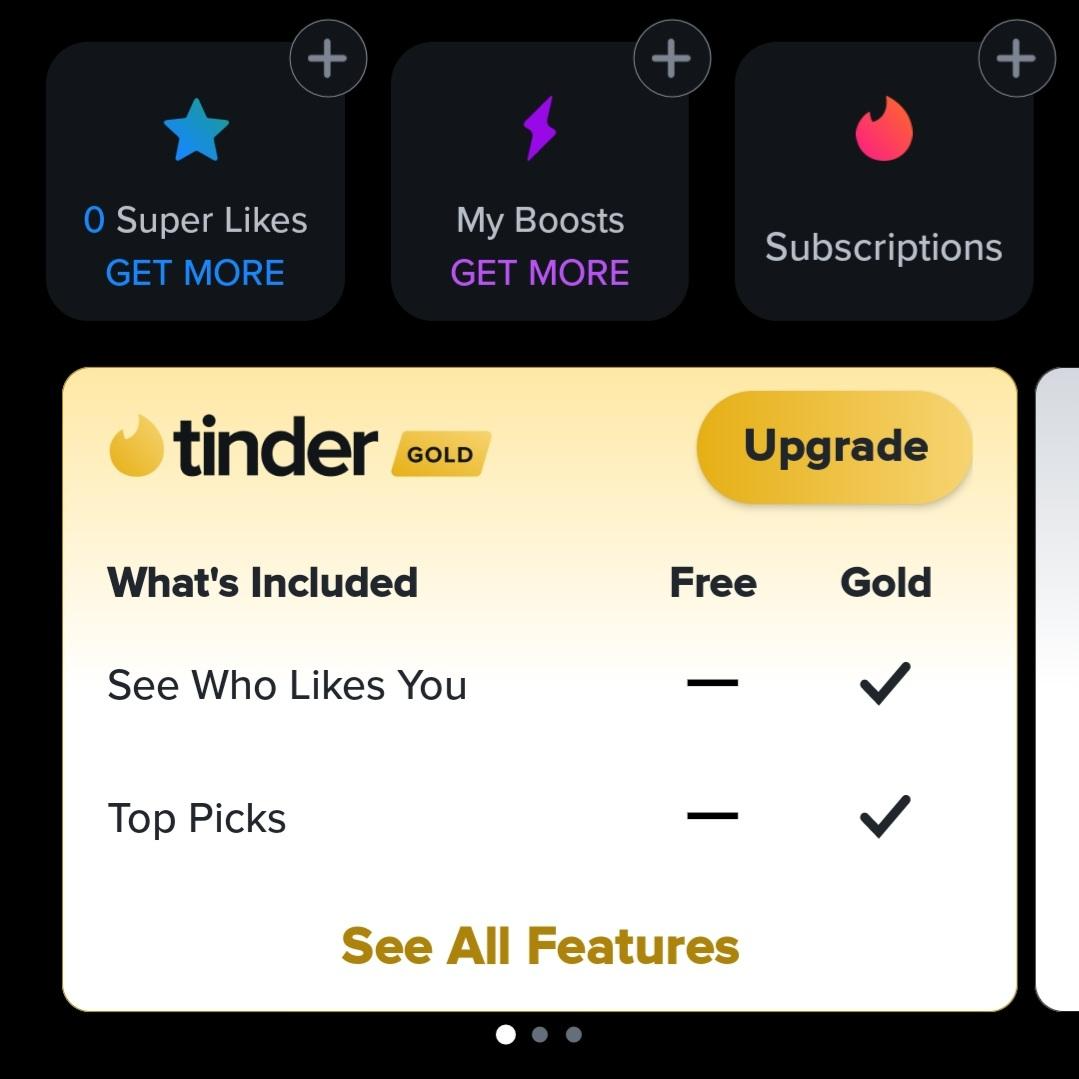 0 Super Likes
GET MORE
My Boosts
GET MORE
Subscriptions
tinder GOLD
Upgrade
What's Included Free Gold
See Who Likes You
Top Picks
See All Features